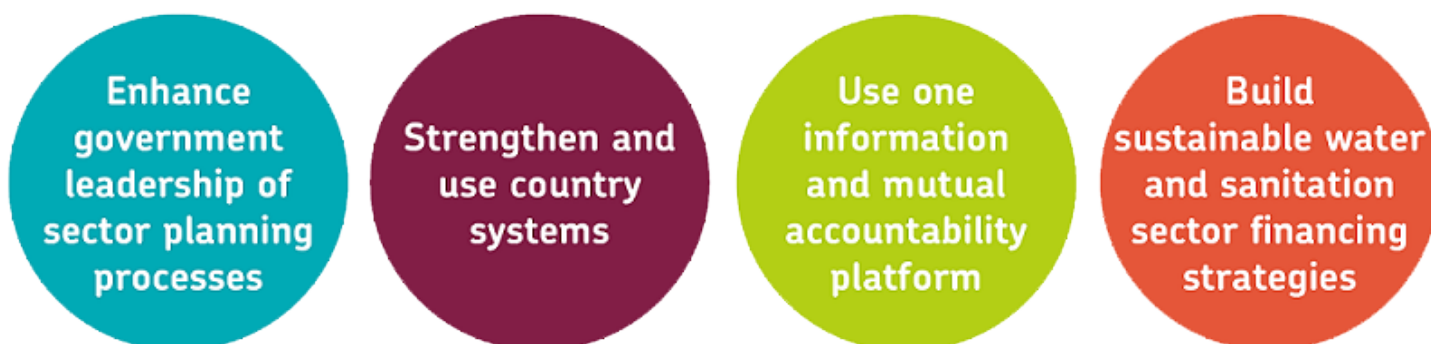 Enhance
government
leadership of
sector planning
processes
Strengthen and
use country
systems
Use one
information
and mutual
accountability
platform
Build
sustainable water
and sanitation
sector financing
strategies